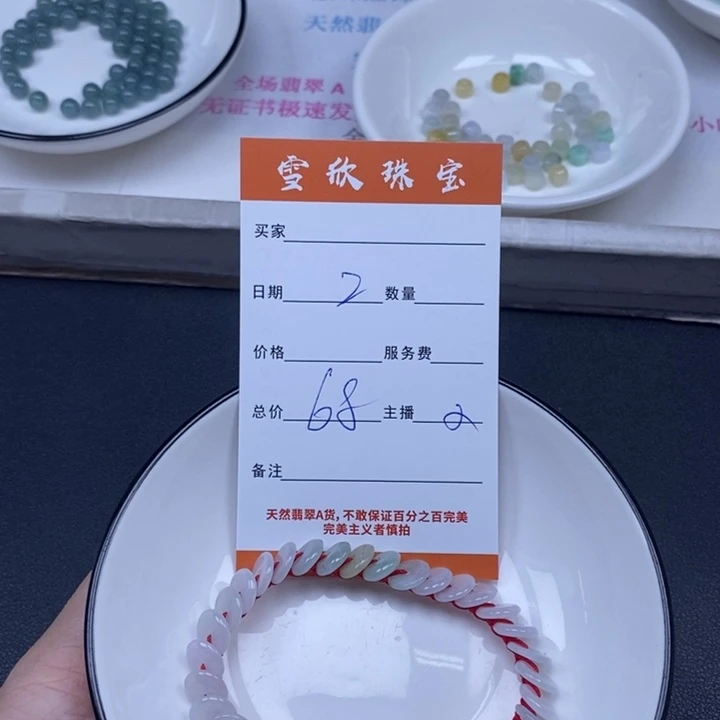 天然翡翠
全场翡翠 A
无证书极速发
雪欣珠宝
买家
日期 2 数量
价格 服务费
总价 68 主播 2
备注
天然翡翠A货,不敢保证百分之百完美
完美主义者慎拍